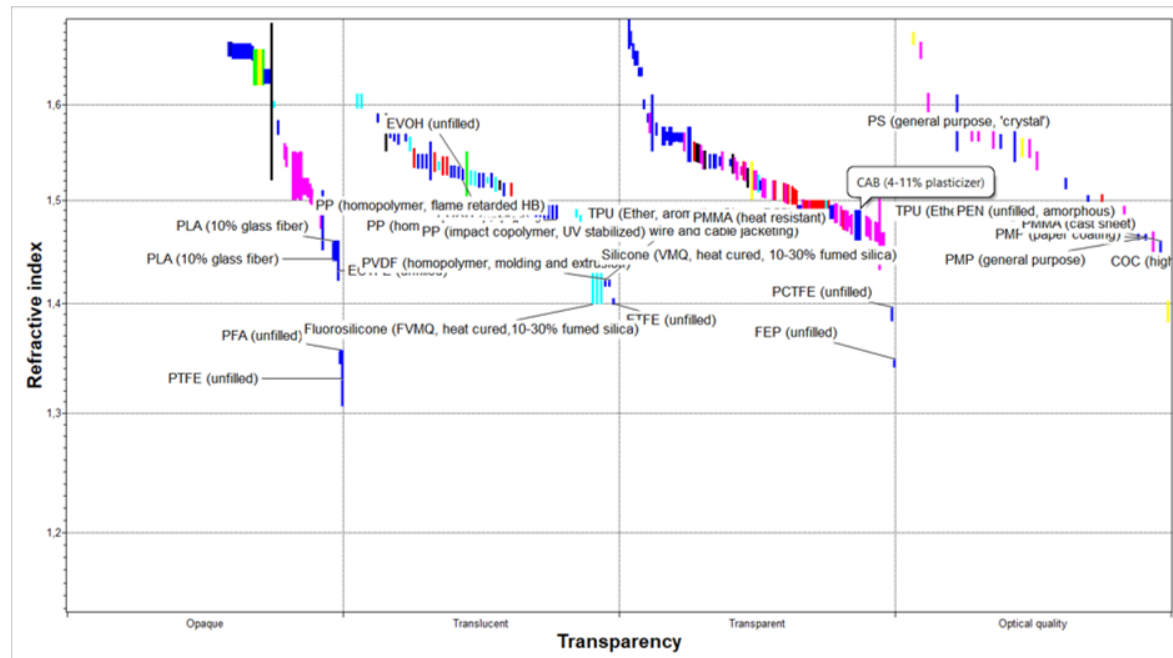 1,6
1,5
1,4
1,3
1,2
Refractive index
EVOH (unfilled)
PS (general purpose, 'crystal')
CAB (4-11% plasticizer)
PP (homopolymer, flame retarded HB)
PLA (10% glass fiber)
PP (hom
PP (impact copolymer, UV stabilized)
TPU (Ether, aron
PMMA (heat resistant)
wire and cable jacketing)
TPU (Ethe
PEN (unfilled, amorphous)
PMMA (cast sheet)
PMP (paper coating)
PLA (10% glass fiber)
PVDF (homopolymer, molding and extrusion)
Silicone (VMQ, heat cured, 10-30% fumed silica)
PMP (general purpose)
COC (high
ECTFE (unfilled)
PCTFE (unfilled)
ETFE (unfilled)
Fluorosilicone (FVMQ, heat cured,10-30% fumed silica)
PFA (unfilled)
FEP (unfilled)
PTFE (unfilled)
Opaque
Translucent
Transparent
Optical quality
Transparency